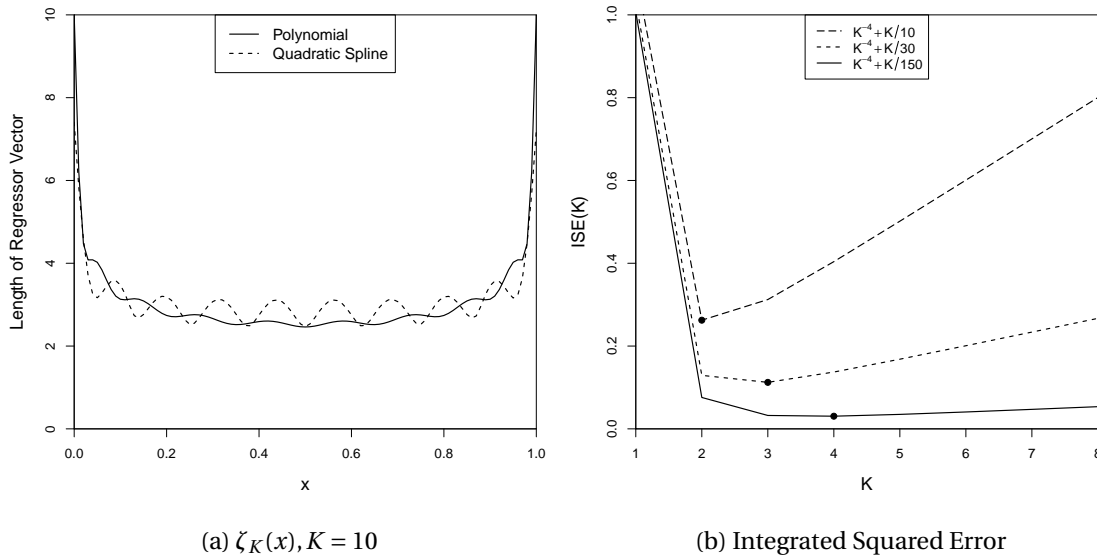 Polynomial
Quadratic Spline
Length of Regressor Vector
0
2
4
6
8
10
0.0
0.2
0.4
0.6
0.8
1.0
x
(a) ζ_K(x), K = 10
K⁻⁴+K/10
K⁻⁴+K/30
K⁻⁴+K/150
ISE(K)
0.0
0.2
0.4
0.6
0.8
1.0
1
2
3
4
5
6
7
8
K
(b) Integrated Squared Error